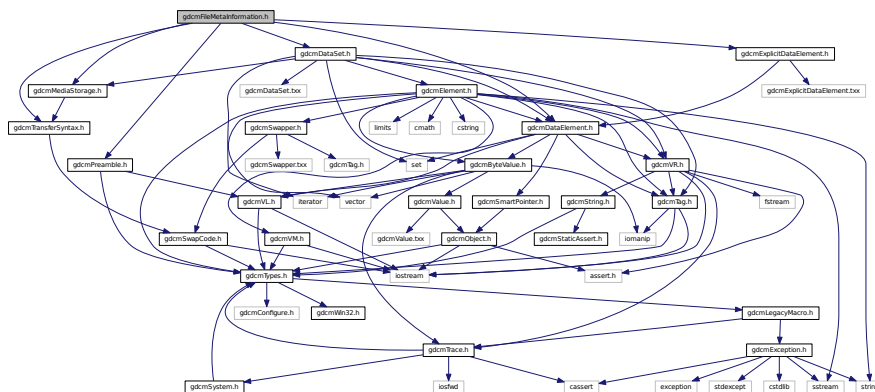 gdcmFileMetaInformation.h
gdcmDataSet.h
gdcmExplicitDataElement.h
gdcmMediaStorage.h
gdcmDataSet.txx
gdcmElement.h
gdcmExplicitDataElement.txx
gdcmTransferSyntax.h
gdcmSwapper.h
limits
cmath
cstring
gdcmDataElement.h
gdcmPreamble.h
gdcmSwapper.txx
gdcmTag.h
set
gdcmByteValue.h
gdcmVR.h
gdcmVL.h
iterator
vector
gdcmValue.h
gdcmSmartPointer.h
gdcmString.h
gdcmTag.h
fstream
gdcmSwapCode.h
gdcmVM.h
gdcmValue.txx
gdcmObject.h
gdcmStaticAssert.h
iomanip
gdcmTypes.h
iostream
assert.h
gdcmConfigure.h
gdcmWin32.h
gdcmLegacyMacro.h
gdcmTrace.h
gdcmException.h
gdcmSystem.h
iosfwd
cassert
exception
stdexcept
cstdlib
sstream